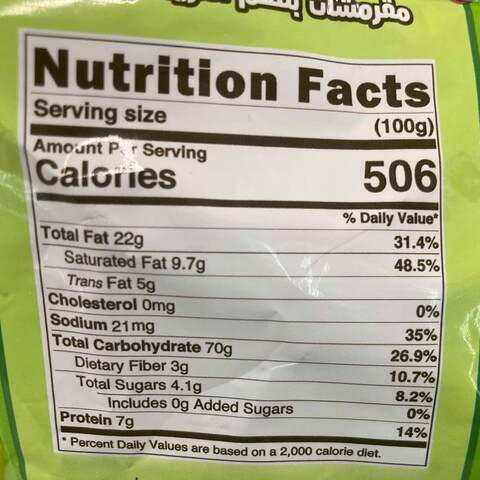 مقرمشات بطعم
Nutrition Facts
Serving size (100g)
Amount Per Serving
Calories 506
% Daily Value*
Total Fat 22g 31.4%
Saturated Fat 9.7g 48.5%
Trans Fat 5g
Cholesterol 0mg 0%
Sodium 21mg 35%
Total Carbohydrate 70g 26.9%
Dietary Fiber 3g 10.7%
Total Sugars 4.1g 8.2%
Includes 0g Added Sugars 0%
Protein 7g 14%
* Percent Daily Values are based on a 2,000 calorie diet.